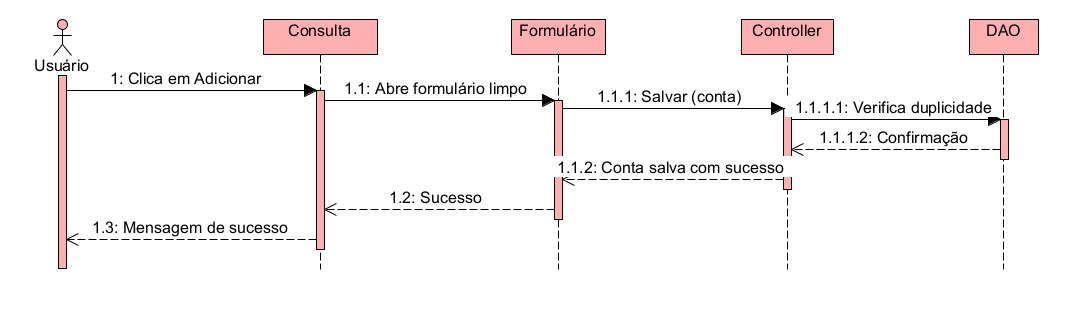 Consulta
Formulário
Controller
DAO
Usuário
1: Clica em Adicionar
1.1: Abre formulário limpo
1.1.1: Salvar (conta)
1.1.1.1: Verifica duplicidade
1.1.1.2: Confirmação
1.1.2: Conta salva com sucesso
1.2: Sucesso
1.3: Mensagem de sucesso